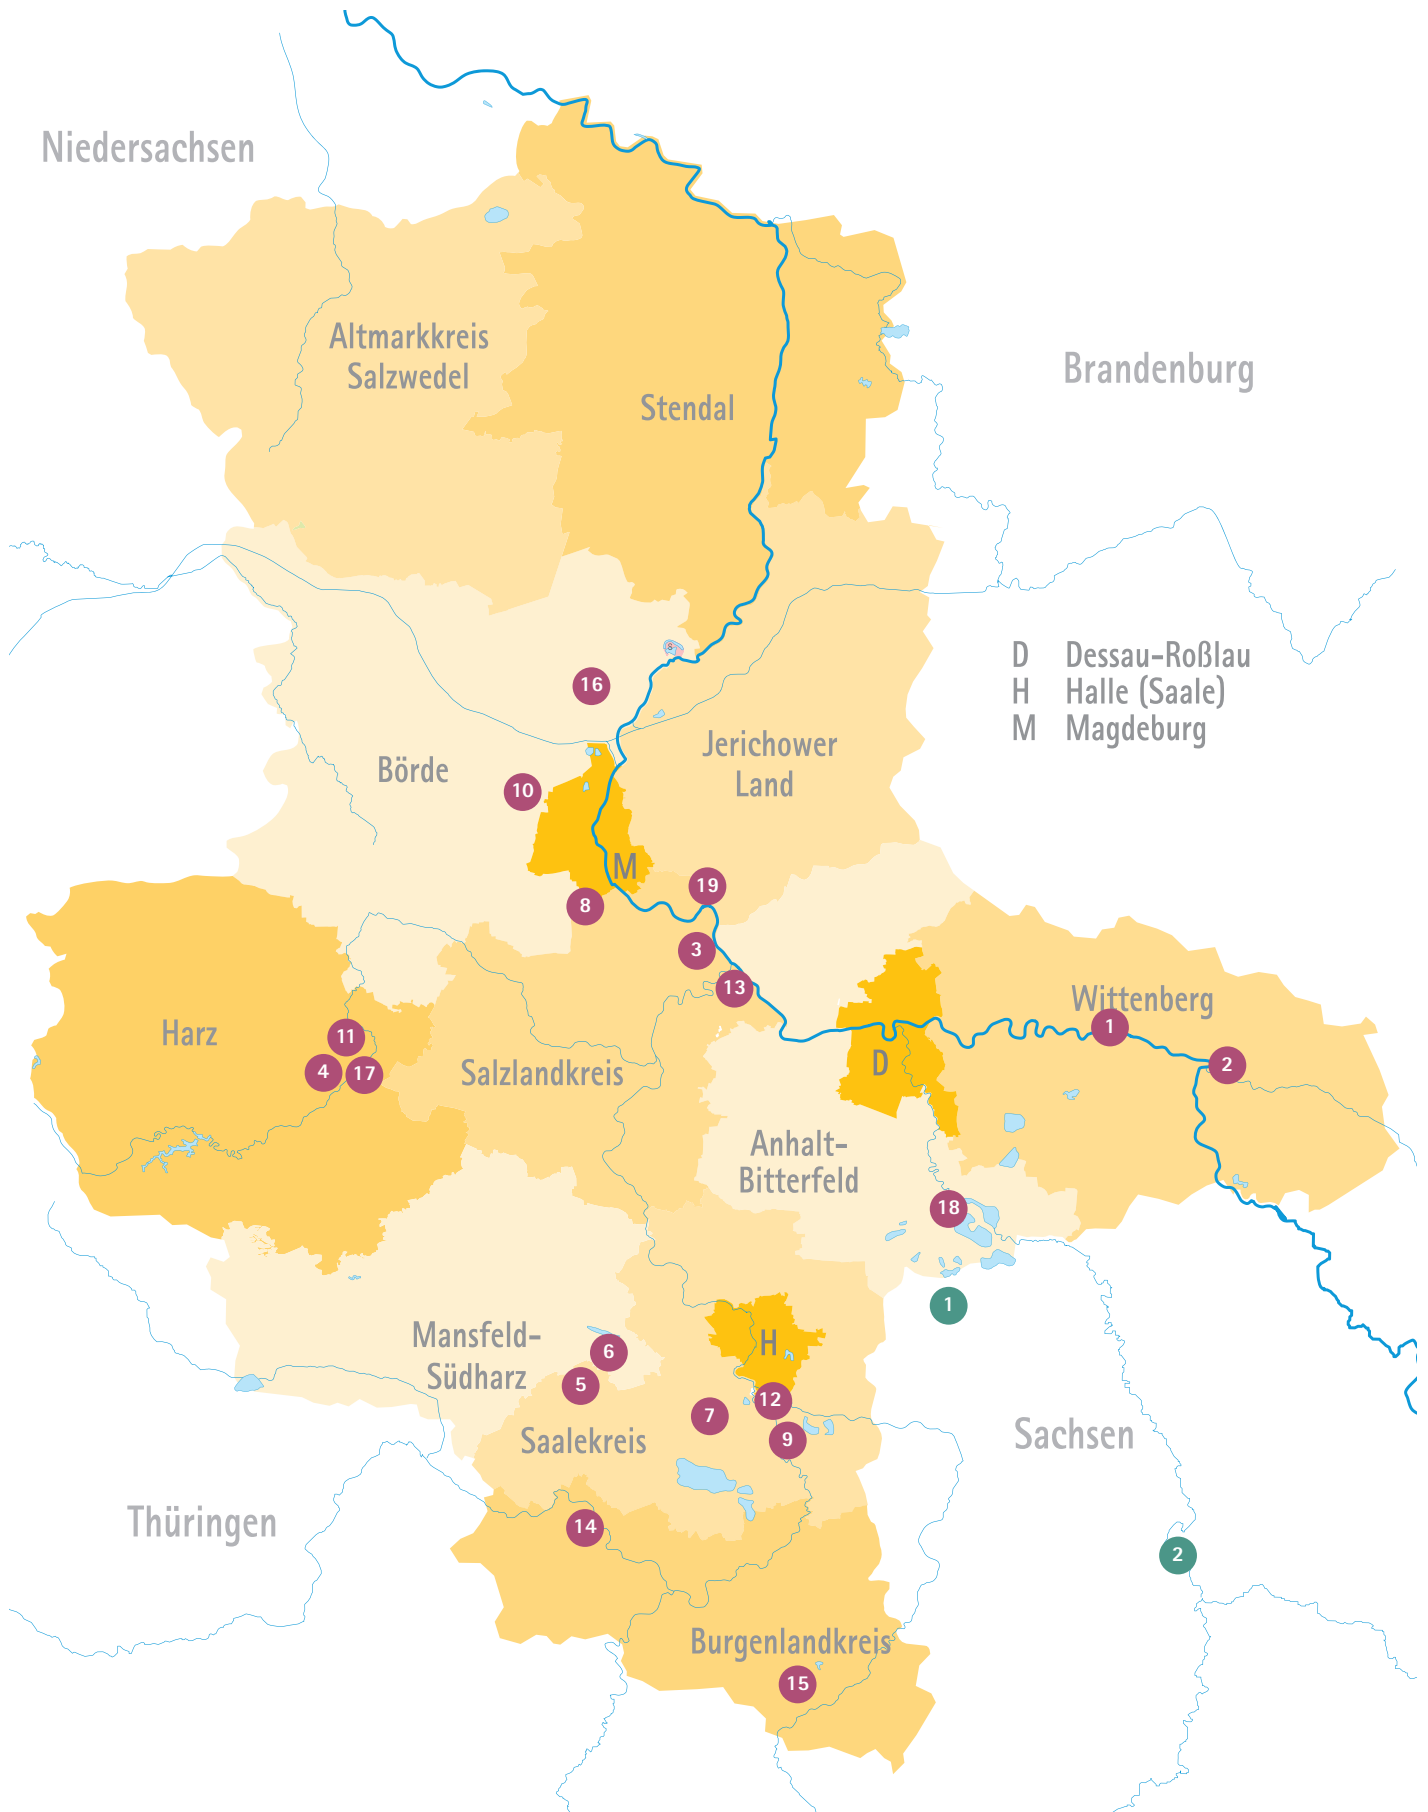 Niedersachsen
Altmarkkreis
Salzwedel
Stendal
Brandenburg
D Dessau-Roßlau
H Halle (Saale)
M Magdeburg
S
16
Jerichower
Land
Börde
10
M
19
8
3
13
Wittenberg
1
Harz
11
4
17
Salzlandkreis
D
2
Anhalt-
Bitterfeld
18
1
Mansfeld-
Südharz
H
6
5
12
7
9
Saalekreis
Sachsen
Thüringen
14
2
Burgenlandkreis
15